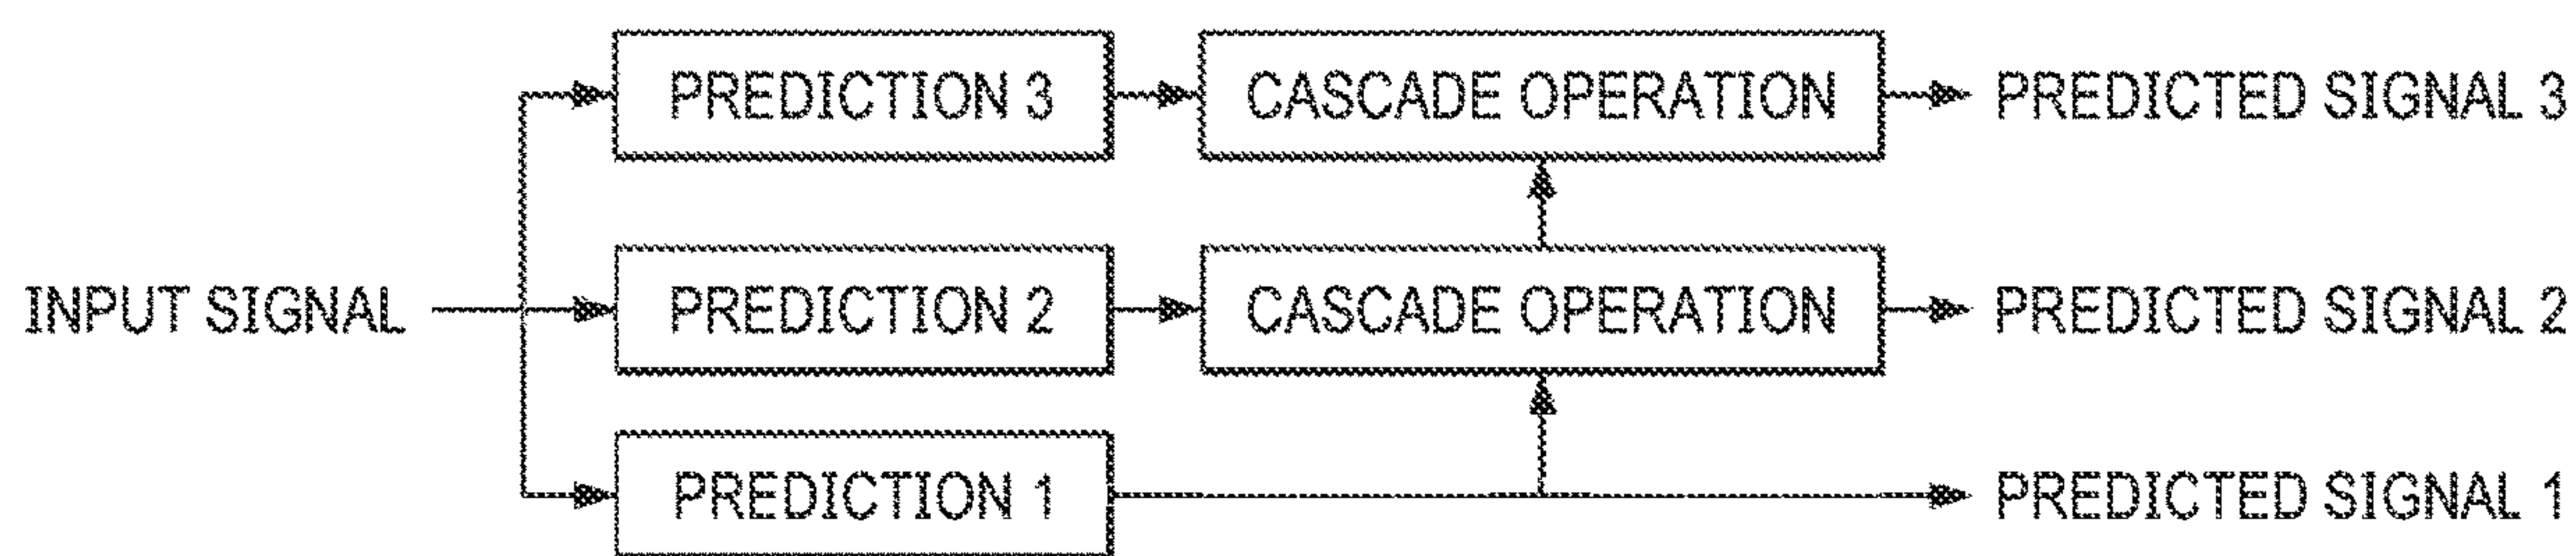 PREDICTION 3 CASCADE OPERATION PREDICTED SIGNAL 3
INPUT SIGNAL PREDICTION 2 CASCADE OPERATION PREDICTED SIGNAL 2
PREDICTION 1 PREDICTED SIGNAL 1